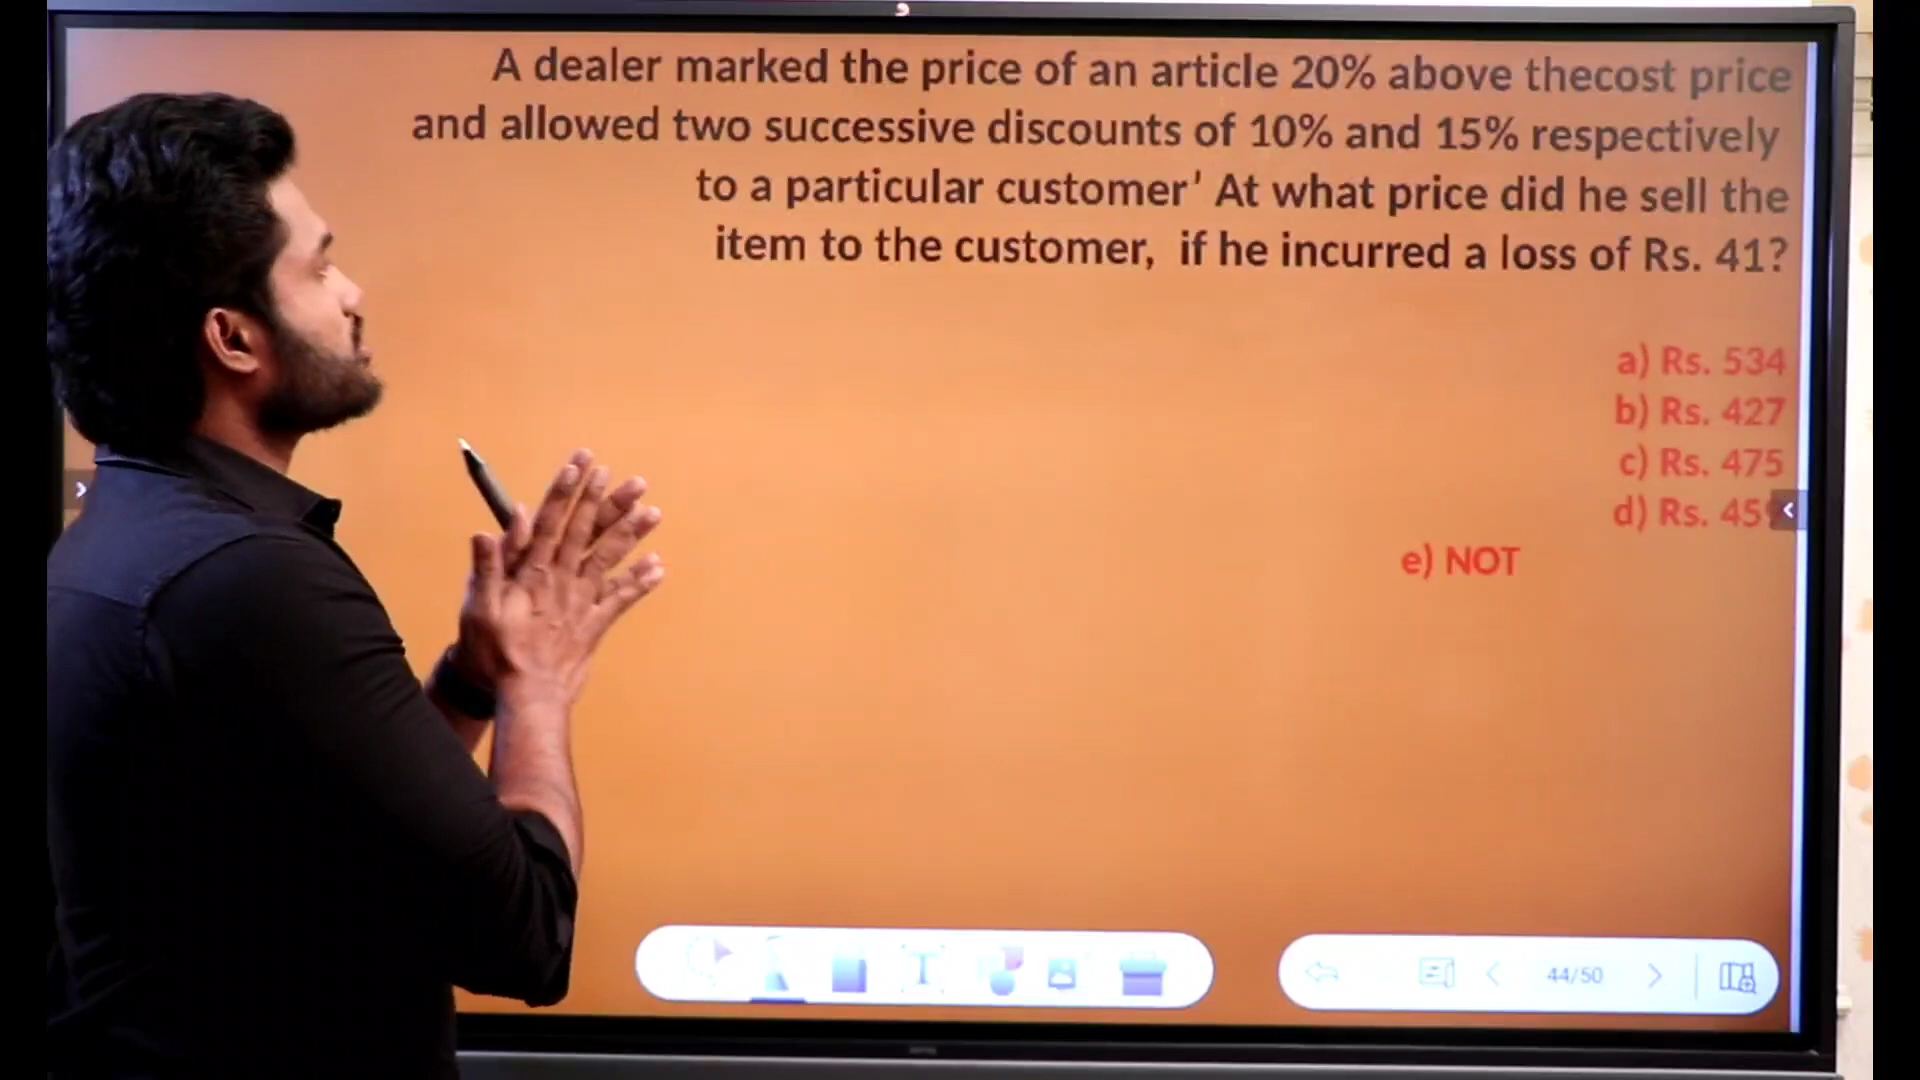 A dealer marked the price of an article 20% above thecost price
and allowed two successive discounts of 10% and 15% respectively
to a particular customer' At what price did he sell the
item to the customer, if he incurred a loss of Rs. 41?
a) Rs. 534
b) Rs. 427
c) Rs. 475
d) Rs. 45
e) NOT
44/50